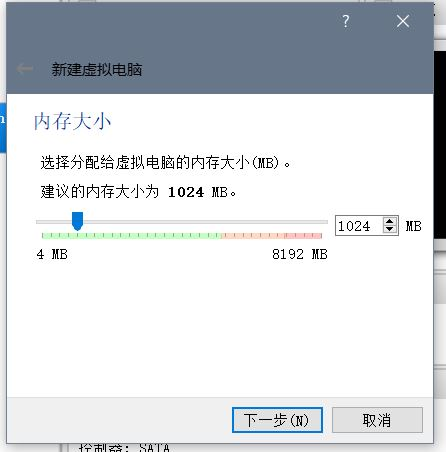 ?
新建虚拟电脑
内存大小
选择分配给虚拟电脑的内存大小(MB)。
建议的内存大小为 1024 MB。
1024 MB
4 MB 8192 MB
下一步(N) 取消
控制器: SATA